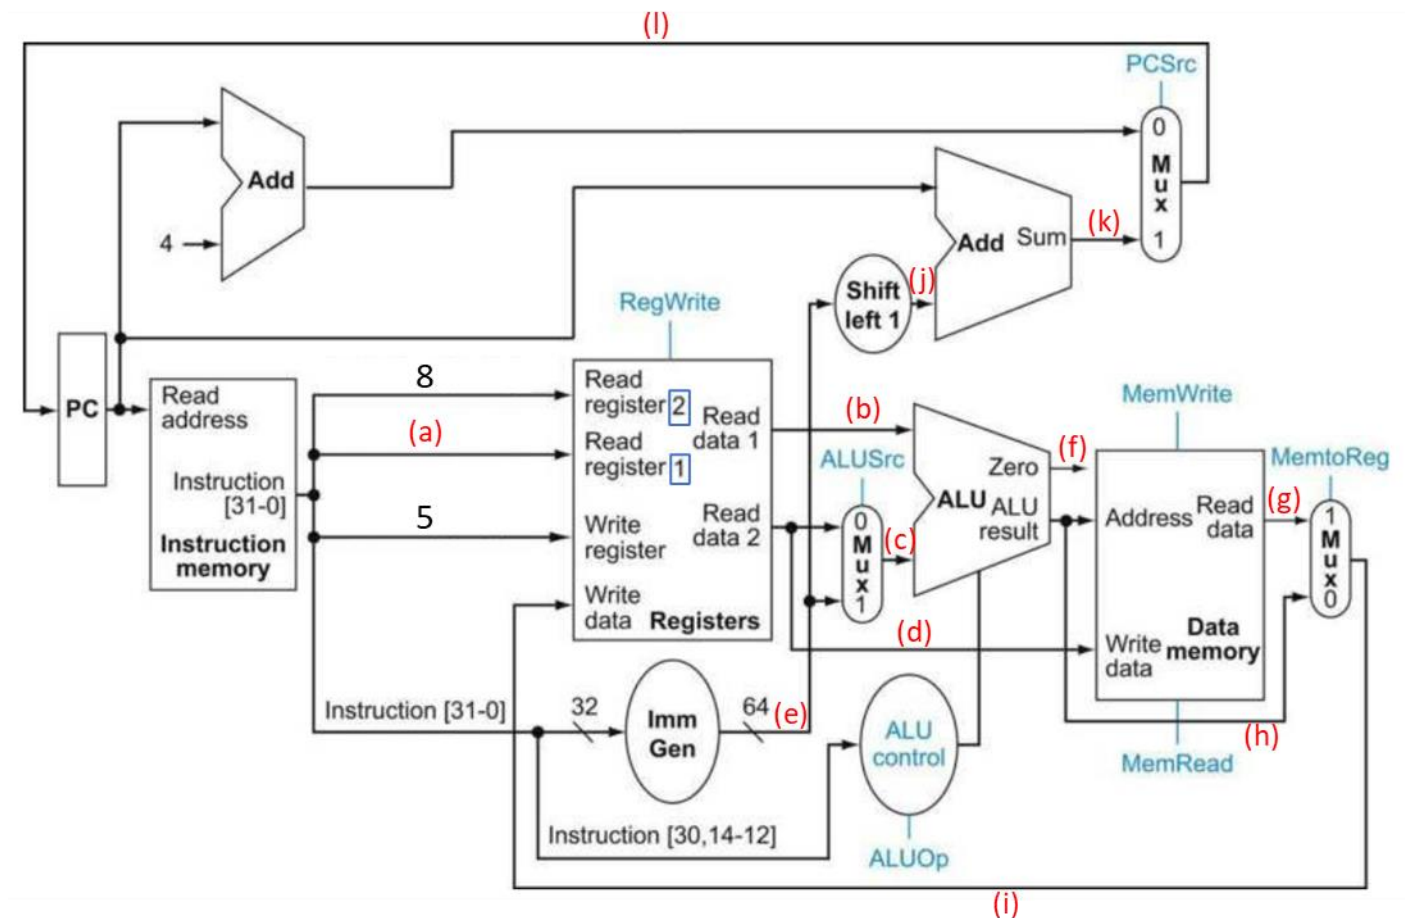 (l)
PCSrc
0
M
u
x
1
Add
4
Add Sum
(k)
Shift
left 1
(j)
RegWrite
PC
Read
address
Instruction
[31-0]
Instruction
memory
8
(a)
5
Read
register 2
Read
data 1
Read
register 1
Write
register
Read
data 2
Write
data
Registers
(b)
ALUSrc
0
M
u
x
1
(c)
(d)
Zero
ALU
ALU
result
(f)
MemWrite
Address
Read
data
Write
data
Data
memory
MemRead
(g)
MemtoReg
1
M
u
x
0
(h)
Instruction [31-0]
32
Imm
Gen
64
(e)
ALU
control
Instruction [30,14-12]
ALUOp
(i)